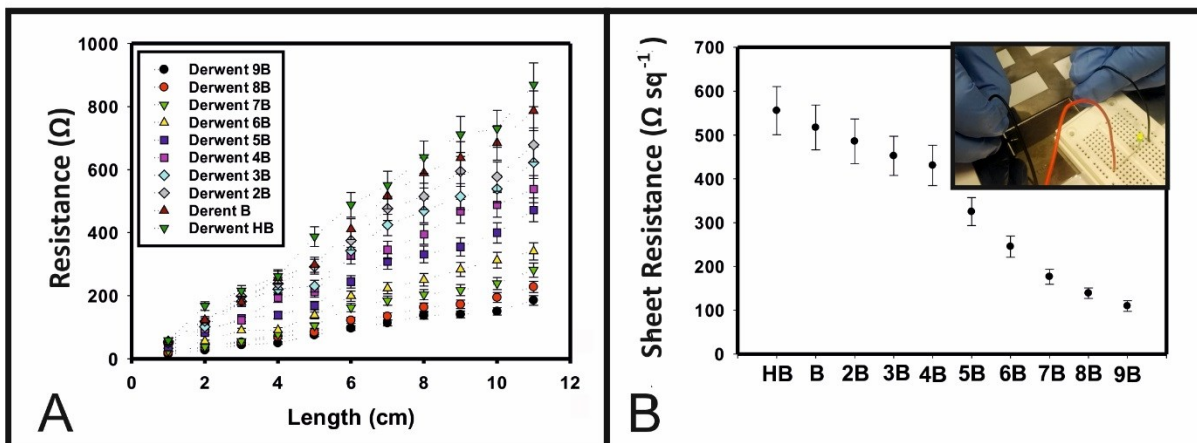 1000
800
600
400
200
0
Resistance (Ω)
Derwent 9B
Derwent 8B
Derwent 7B
Derwent 6B
Derwent 5B
Derwent 4B
Derwent 3B
Derwent 2B
Derent B
Derwent HB
0 2 4 6 8 10 12
Length (cm)
A
700
600
500
400
300
200
100
0
Sheet Resistance (Ω sq⁻¹)
HB B 2B 3B 4B 5B 6B 7B 8B 9B
B